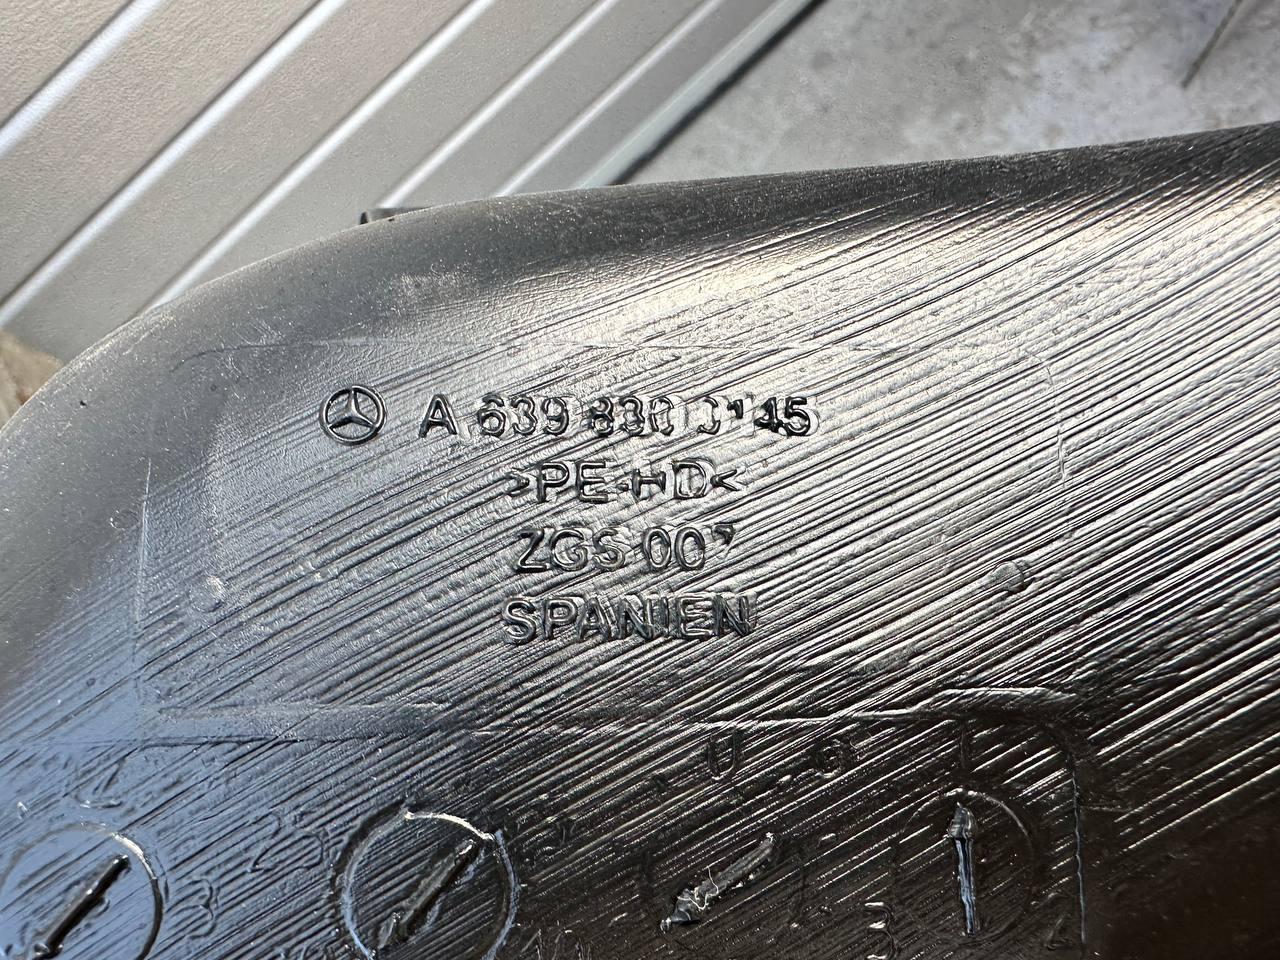 A 639 830 0145
>PE-HD<
ZGS 007
SPANIEN